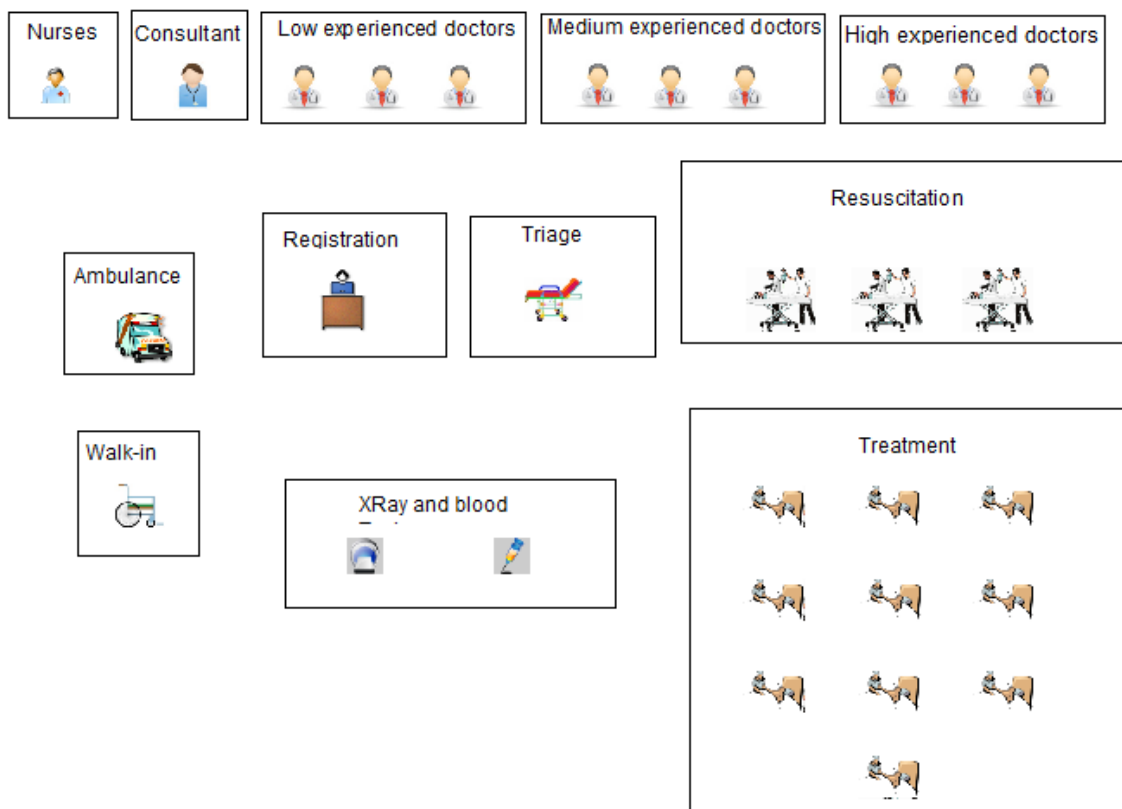 Nurses
Consultant
Low experienced doctors
Medium experienced doctors
High experienced doctors
Resuscitation
Registration
Triage
Ambulance
Walk-in
XRay and blood
Treatment